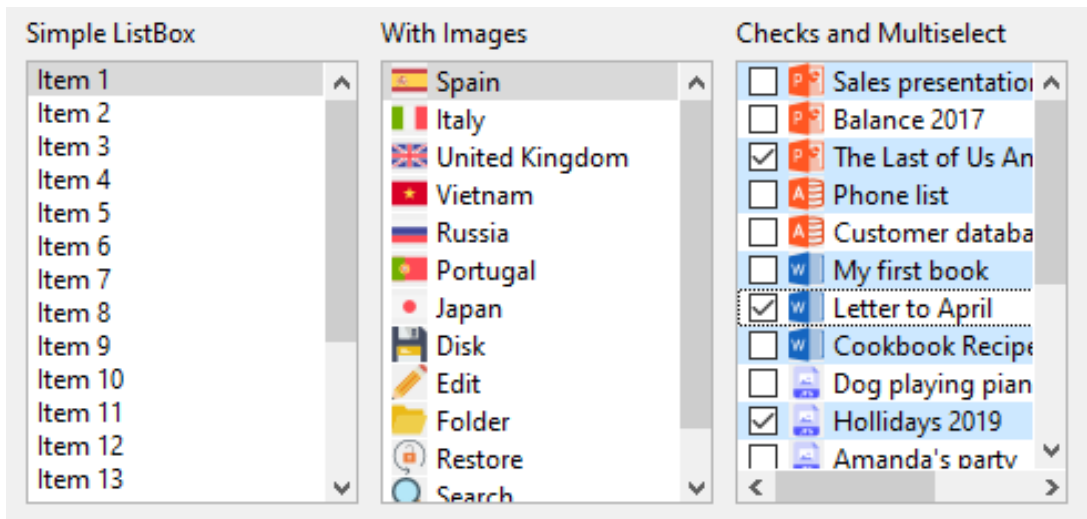 Simple ListBox
Item 1
Item 2
Item 3
Item 4
Item 5
Item 6
Item 7
Item 8
Item 9
Item 10
Item 11
Item 12
Item 13
With Images
Spain
Italy
United Kingdom
Vietnam
Russia
Portugal
Japan
Disk
Edit
Folder
Restore
Search
Checks and Multiselect
P Sales presentation
P Balance 2017
P The Last of Us An
A Phone list
A Customer databa
W My first book
W Letter to April
W Cookbook Recipe
Dog playing pian
Hollidays 2019
Amanda's party